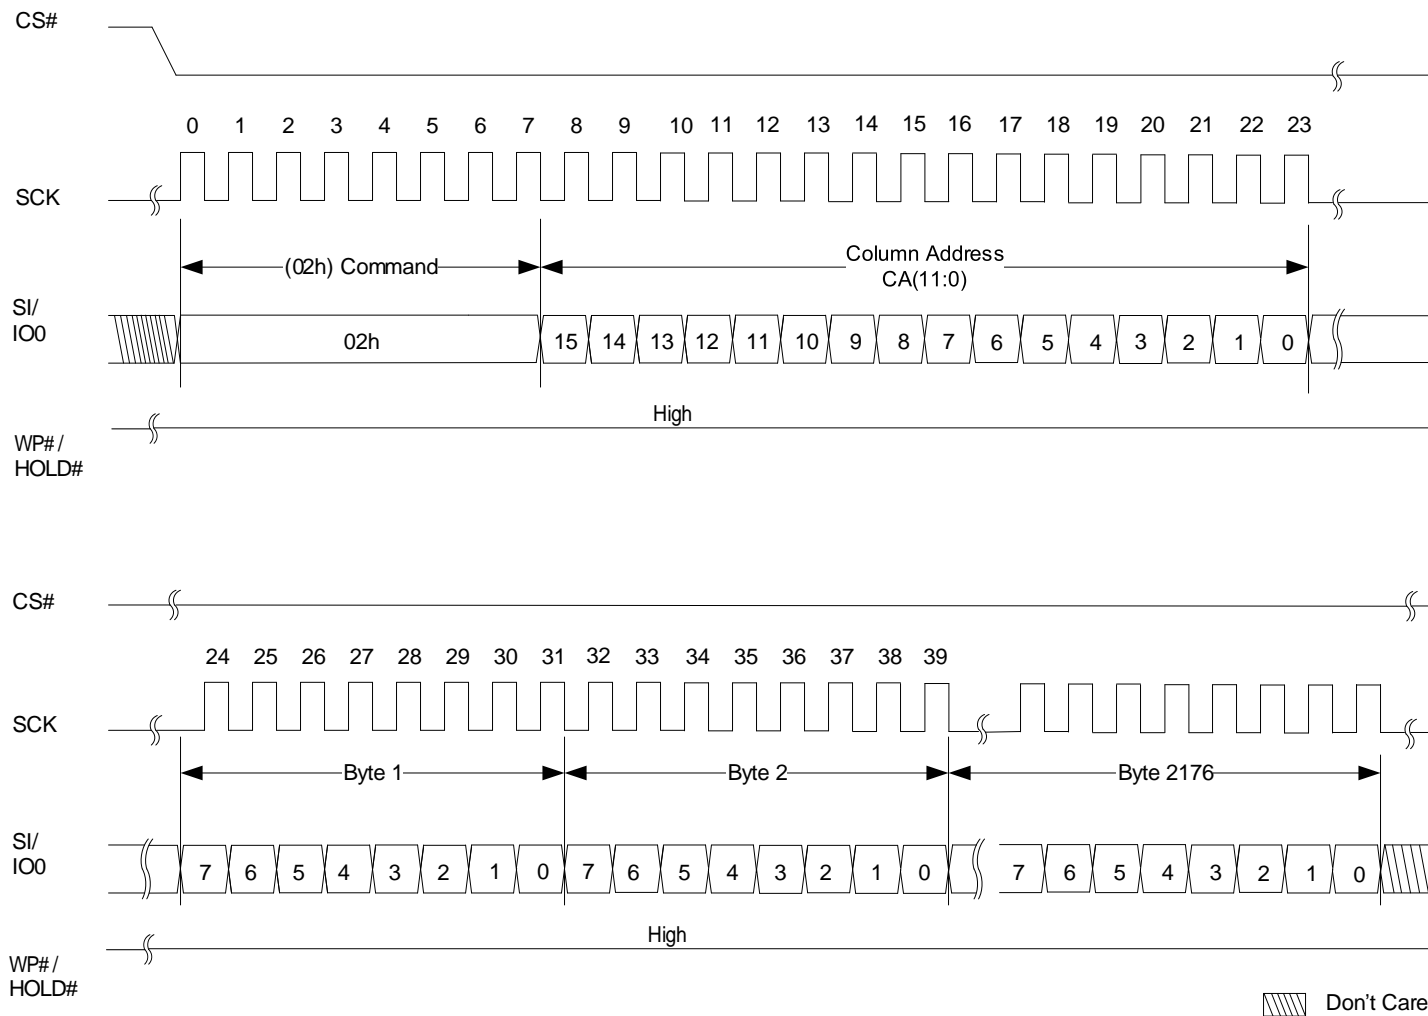 CS#
0 1 2 3 4 5 6 7 8 9 10 11 12 13 14 15 16 17 18 19 20 21 22 23
SCK
(02h) Command
Column Address
CA(11:0)
SI/
IO0
02h 15 14 13 12 11 10 9 8 7 6 5 4 3 2 1 0
High
WP# /
HOLD#
CS#
24 25 26 27 28 29 30 31 32 33 34 35 36 37 38 39
SCK
Byte 1 Byte 2 Byte 2176
SI/
IO0
7 6 5 4 3 2 1 0 7 6 5 4 3 2 1 0 7 6 5 4 3 2 1 0
High
WP# /
HOLD#
Don't Care